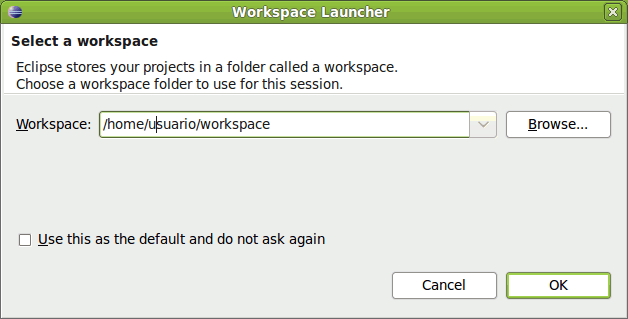 Workspace Launcher
Select a workspace
Eclipse stores your projects in a folder called a workspace.
Choose a workspace folder to use for this session.
Workspace: /home/usuario/workspace Browse...
Use this as the default and do not ask again
Cancel OK